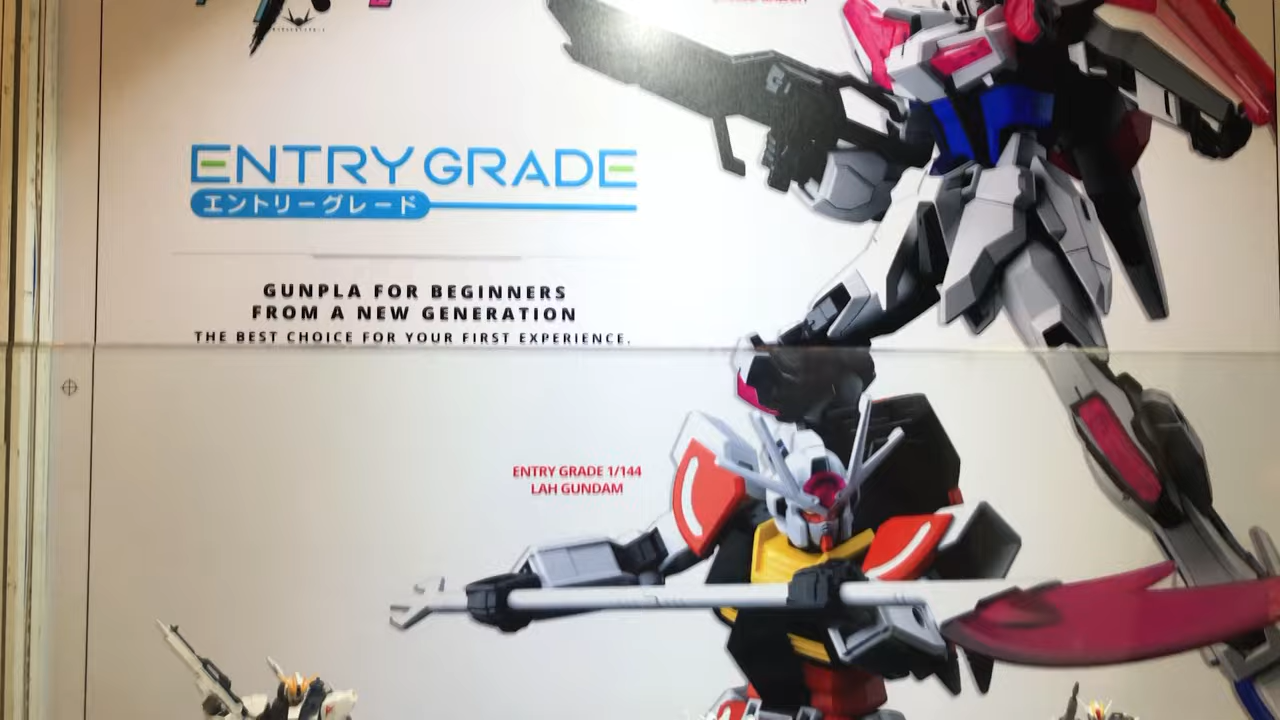 ENTRY GRADE
エントリーグレード
GUNPLA FOR BEGINNERS
FROM A NEW GENERATION
THE BEST CHOICE FOR YOUR FIRST EXPERIENCE.
ENTRY GRADE 1/144
LAH GUNDAM